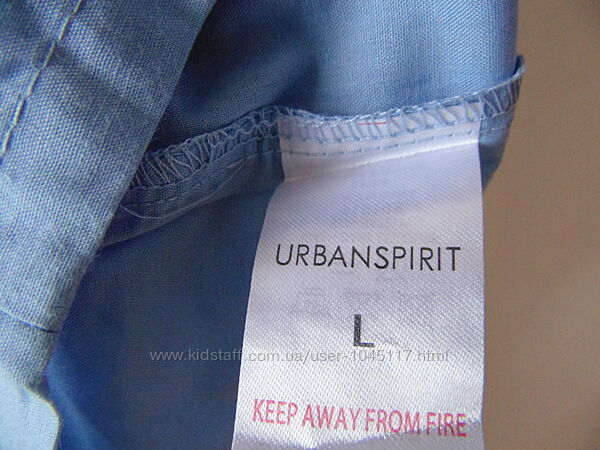 URBANSPIRIT
L
www.kidstaff.com.ua/user-1045117.html
KEEP AWAY FROM FIRE